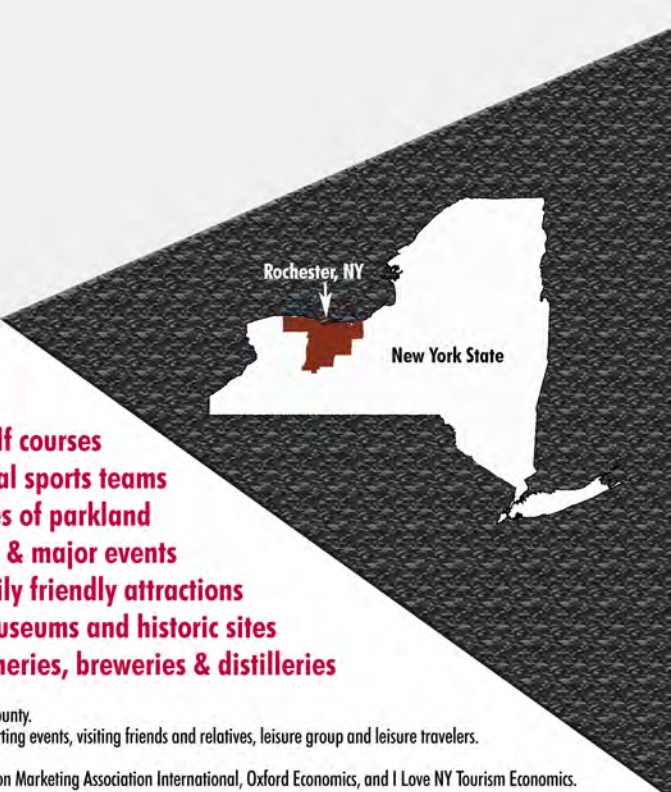 Rochester, NY
New York State
lf courses
al sports teams
es of parkland
& major events
ily friendly attractions
useums and historic sites
neries, breweries & distilleries
ounty.
rting events, visiting friends and relatives, leisure group and leisure travelers.
on Marketing Association International, Oxford Economics, and I Love NY Tourism Economics.